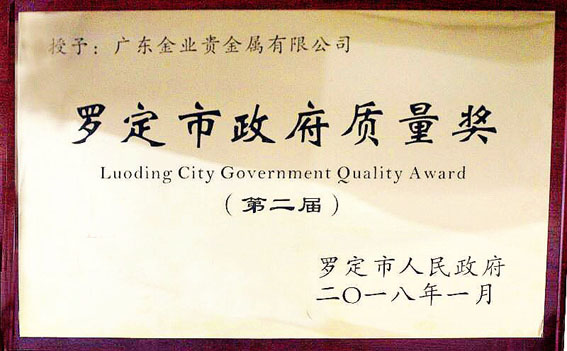 授予：广东金业贵金属有限公司
罗定市政府质量奖
Luoding City Government Quality Award
（第二届）
罗定市人民政府
二〇一八年一月